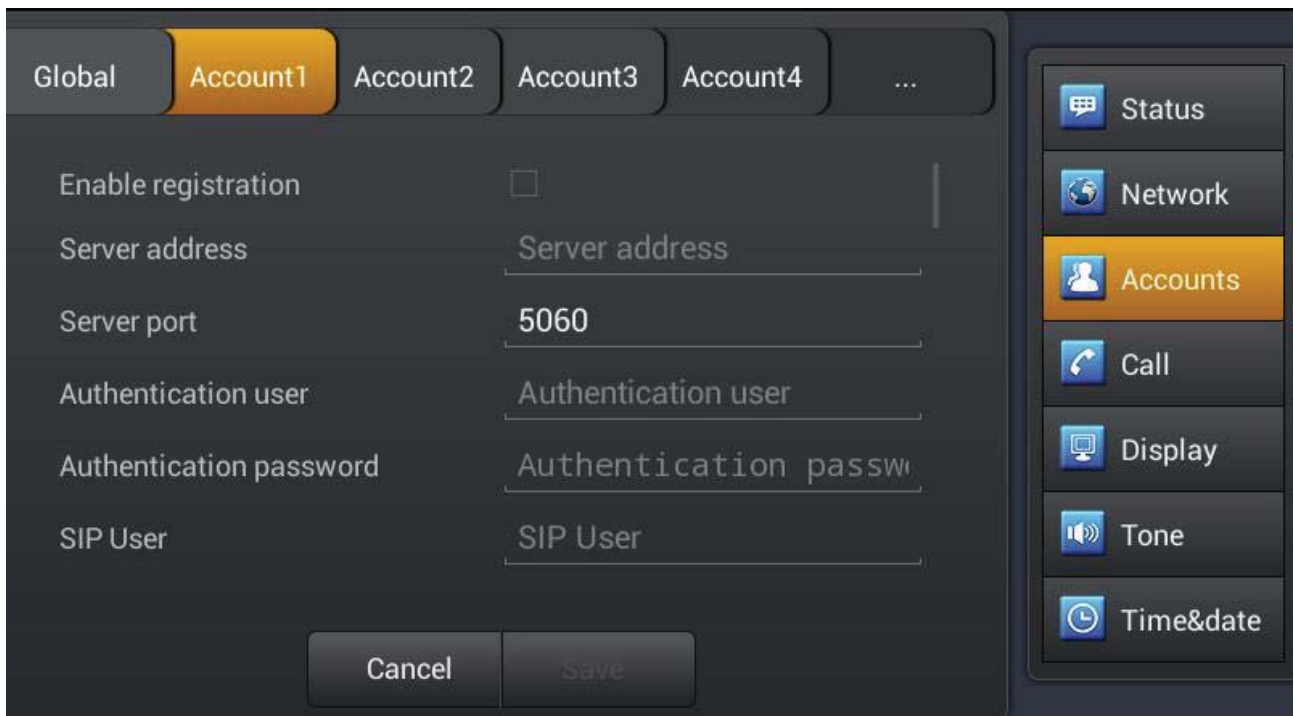 Global Account1 Account2 Account3 Account4 ...
Enable registration
Server address Server address
Server port 5060
Authentication user Authentication user
Authentication password Authentication passw
SIP User SIP User
Cancel Save
Status
Network
Accounts
Call
Display
Tone
Time&date